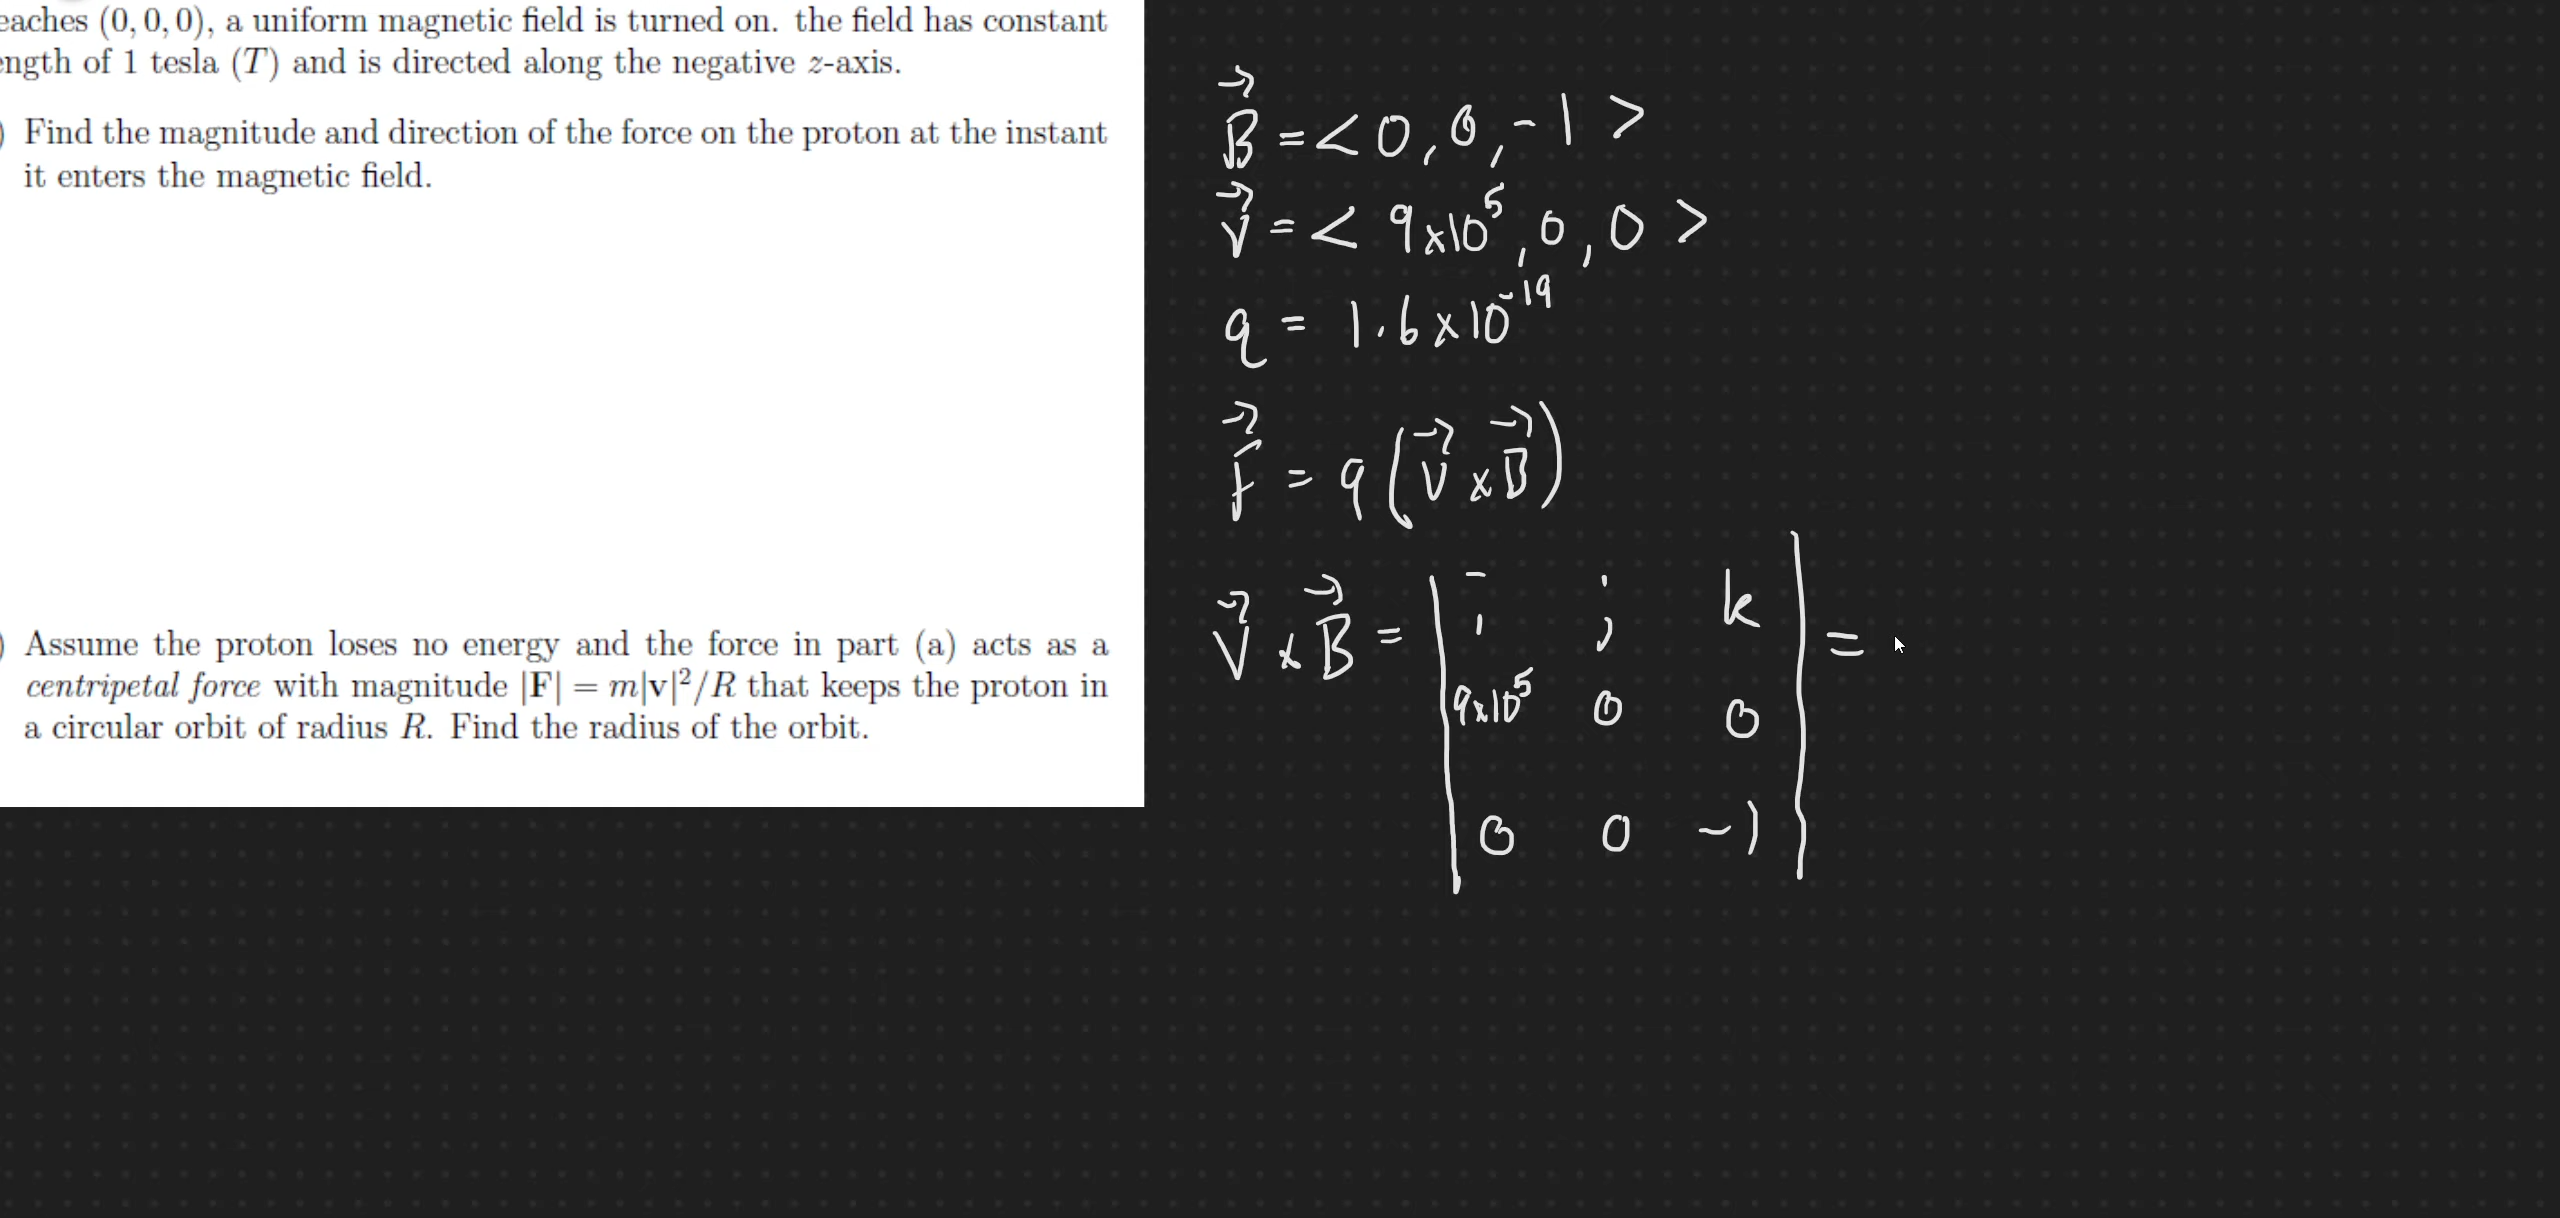 eaches (0, 0, 0), a uniform magnetic field is turned on. the field has constant
ength of 1 tesla (T) and is directed along the negative z-axis.
) Find the magnitude and direction of the force on the proton at the instant
it enters the magnetic field.
) Assume the proton loses no energy and the force in part (a) acts as a
centripetal force with magnitude |F| = m|v|²/R that keeps the proton in
a circular orbit of radius R. Find the radius of the orbit.
B⃗ = < 0, 0, -1 >
V⃗ = < 9x10⁵, 0, 0 >
q = 1.6 x 10⁻¹⁹
F⃗ = q (V⃗ x B⃗)
V⃗ x B⃗ = | i j k | =
9x10⁵ 0 0
0 0 -1